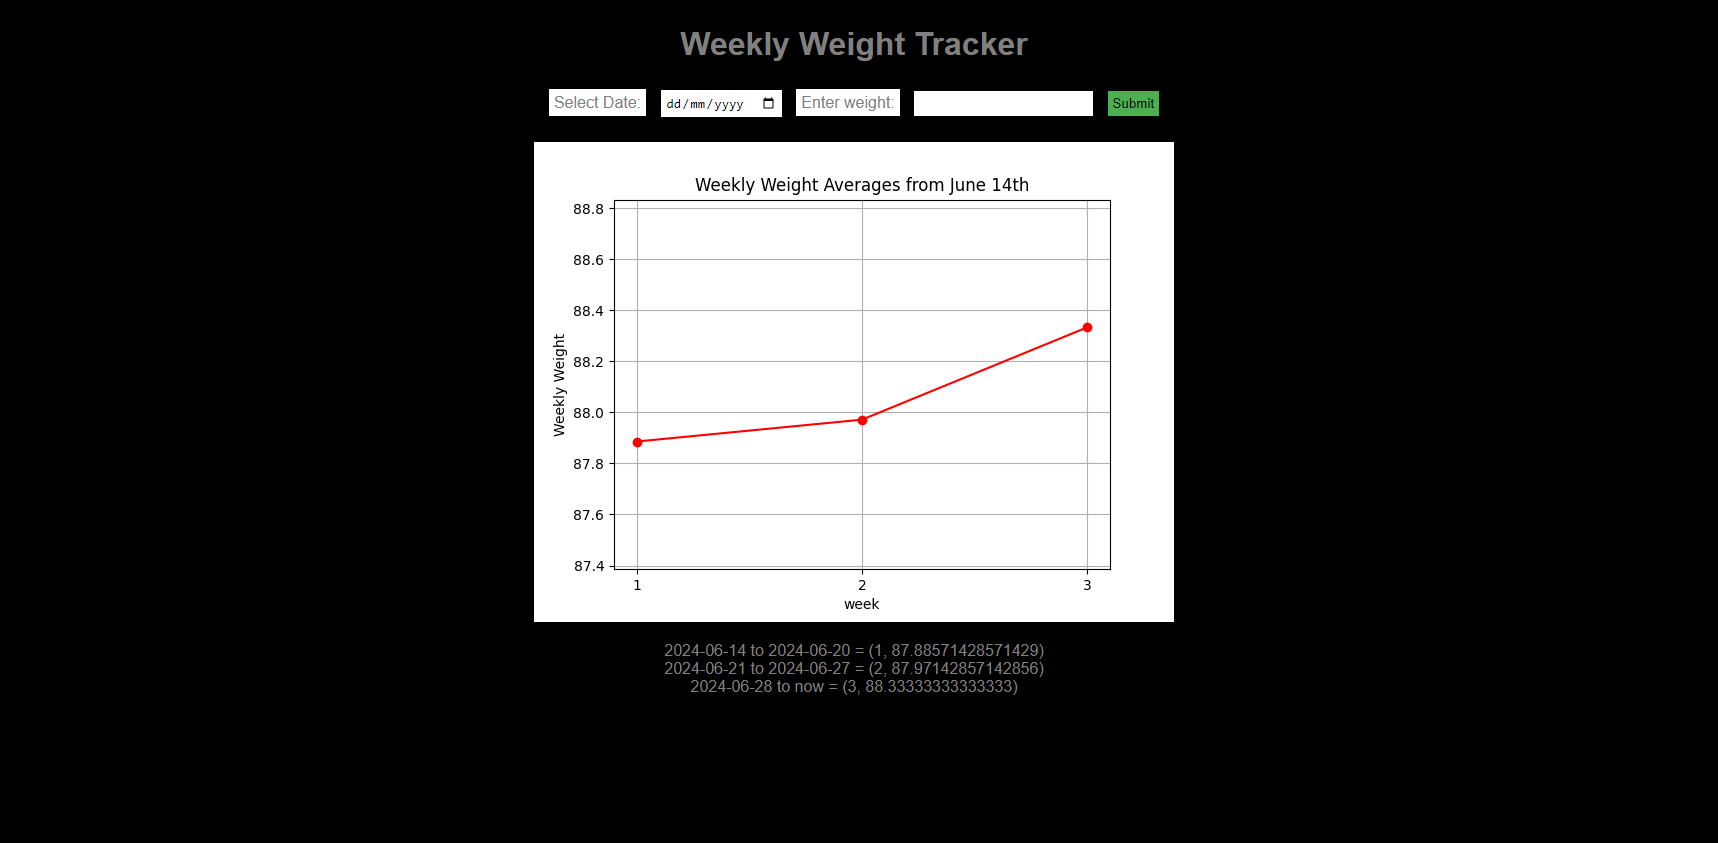 Weekly Weight Tracker
Select Date: dd/mm/yyyy Enter weight: Submit
Weekly Weight Averages from June 14th
88.8
88.6
88.4
88.2
88.0
87.8
87.6
87.4
Weekly Weight
1 2 3
week
2024-06-14 to 2024-06-20 = (1, 87.88571428571429)
2024-06-21 to 2024-06-27 = (2, 87.97142857142856)
2024-06-28 to now = (3, 88.33333333333333)